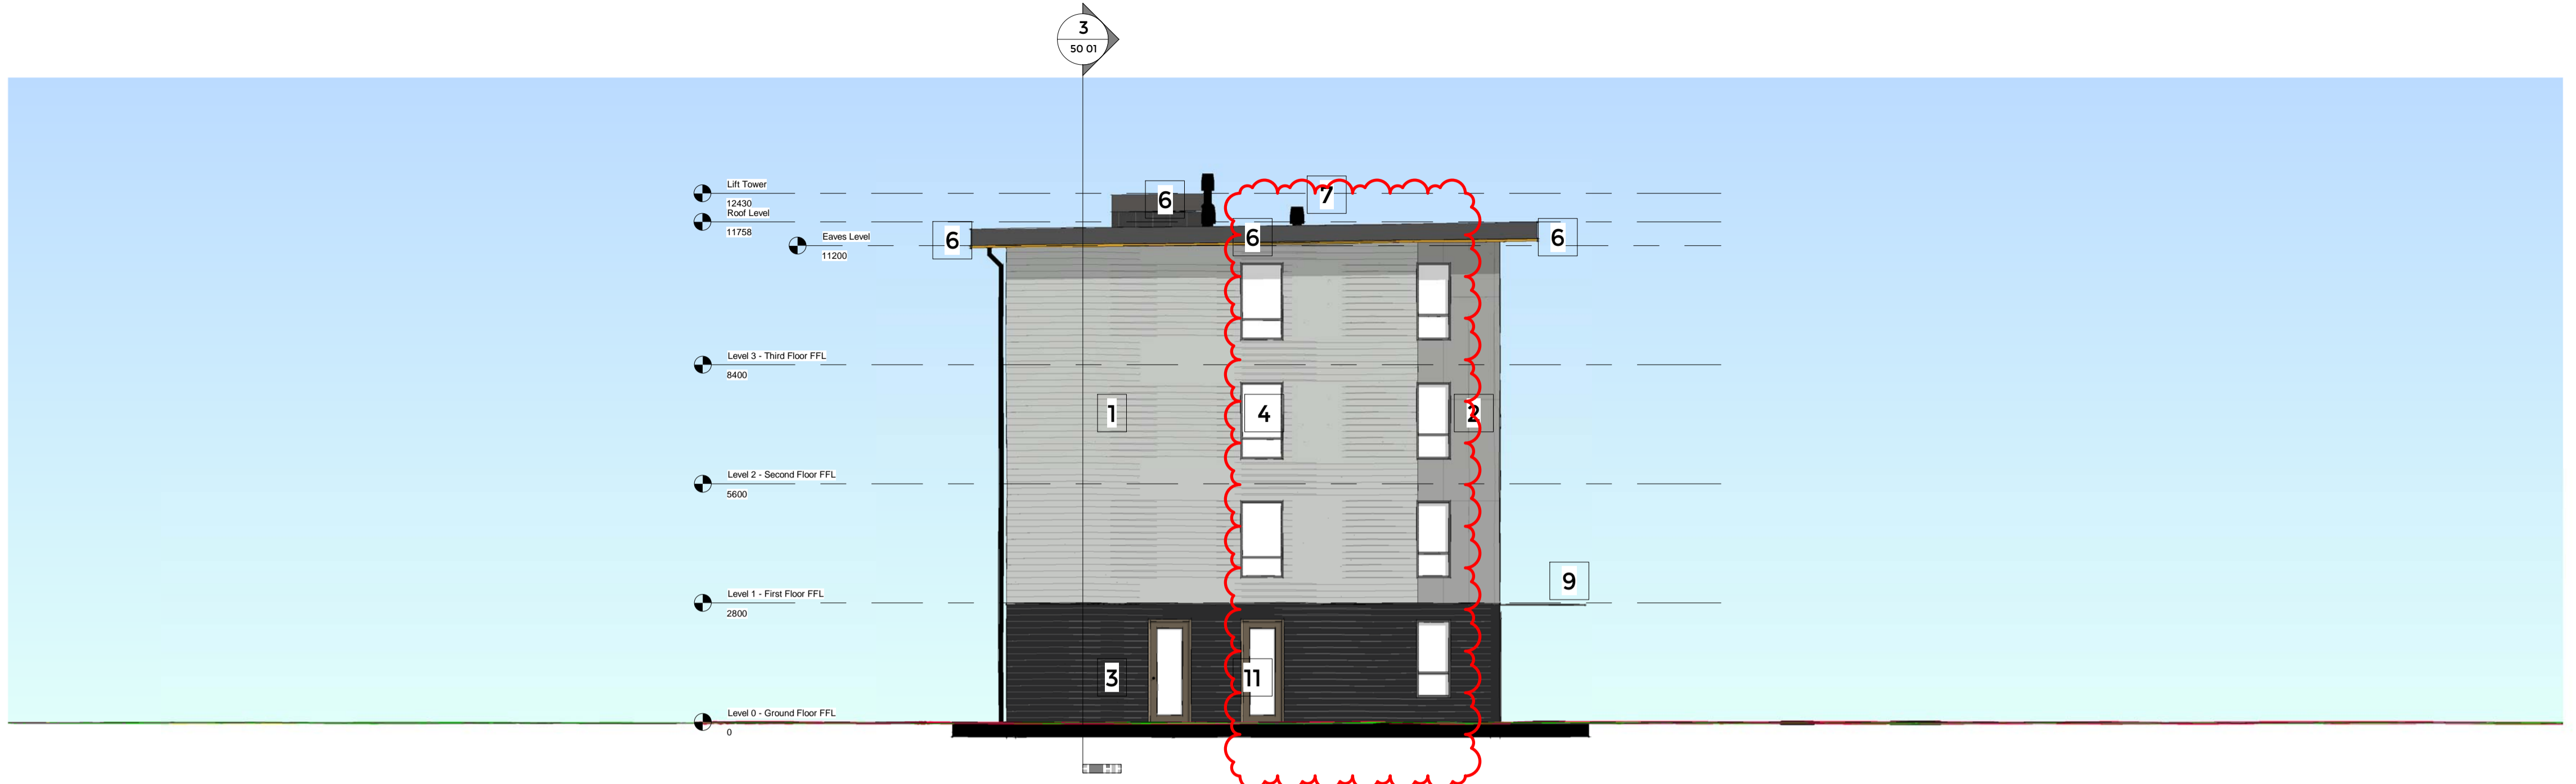 3
50 01
Lift Tower
12430
Roof Level
11758
Eaves Level
11200
6
7
6
6
6
Level 3 - Third Floor FFL
8400
1
4
2
Level 2 - Second Floor FFL
5600
9
Level 1 - First Floor FFL
2800
3
11
Level 0 - Ground Floor FFL
0